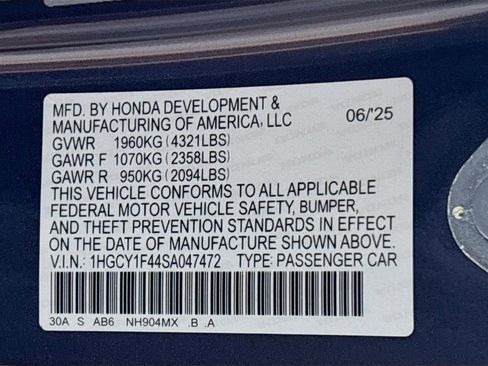 MFD. BY HONDA DEVELOPMENT &
MANUFACTURING OF AMERICA, LLC 06/'25
GVWR 1960KG(4321LBS)
GAWR F 1070KG(2358LBS)
GAWR R 950KG(2094LBS)
THIS VEHICLE CONFORMS TO ALL APPLICABLE
FEDERAL MOTOR VEHICLE SAFETY, BUMPER,
AND THEFT PREVENTION STANDARDS IN EFFECT
ON THE DATE OF MANUFACTURE SHOWN ABOVE.
V.I.N.: 1HGCY1F44SA047472 TYPE: PASSENGER CAR
30A S AB6 NH904MX .B .A